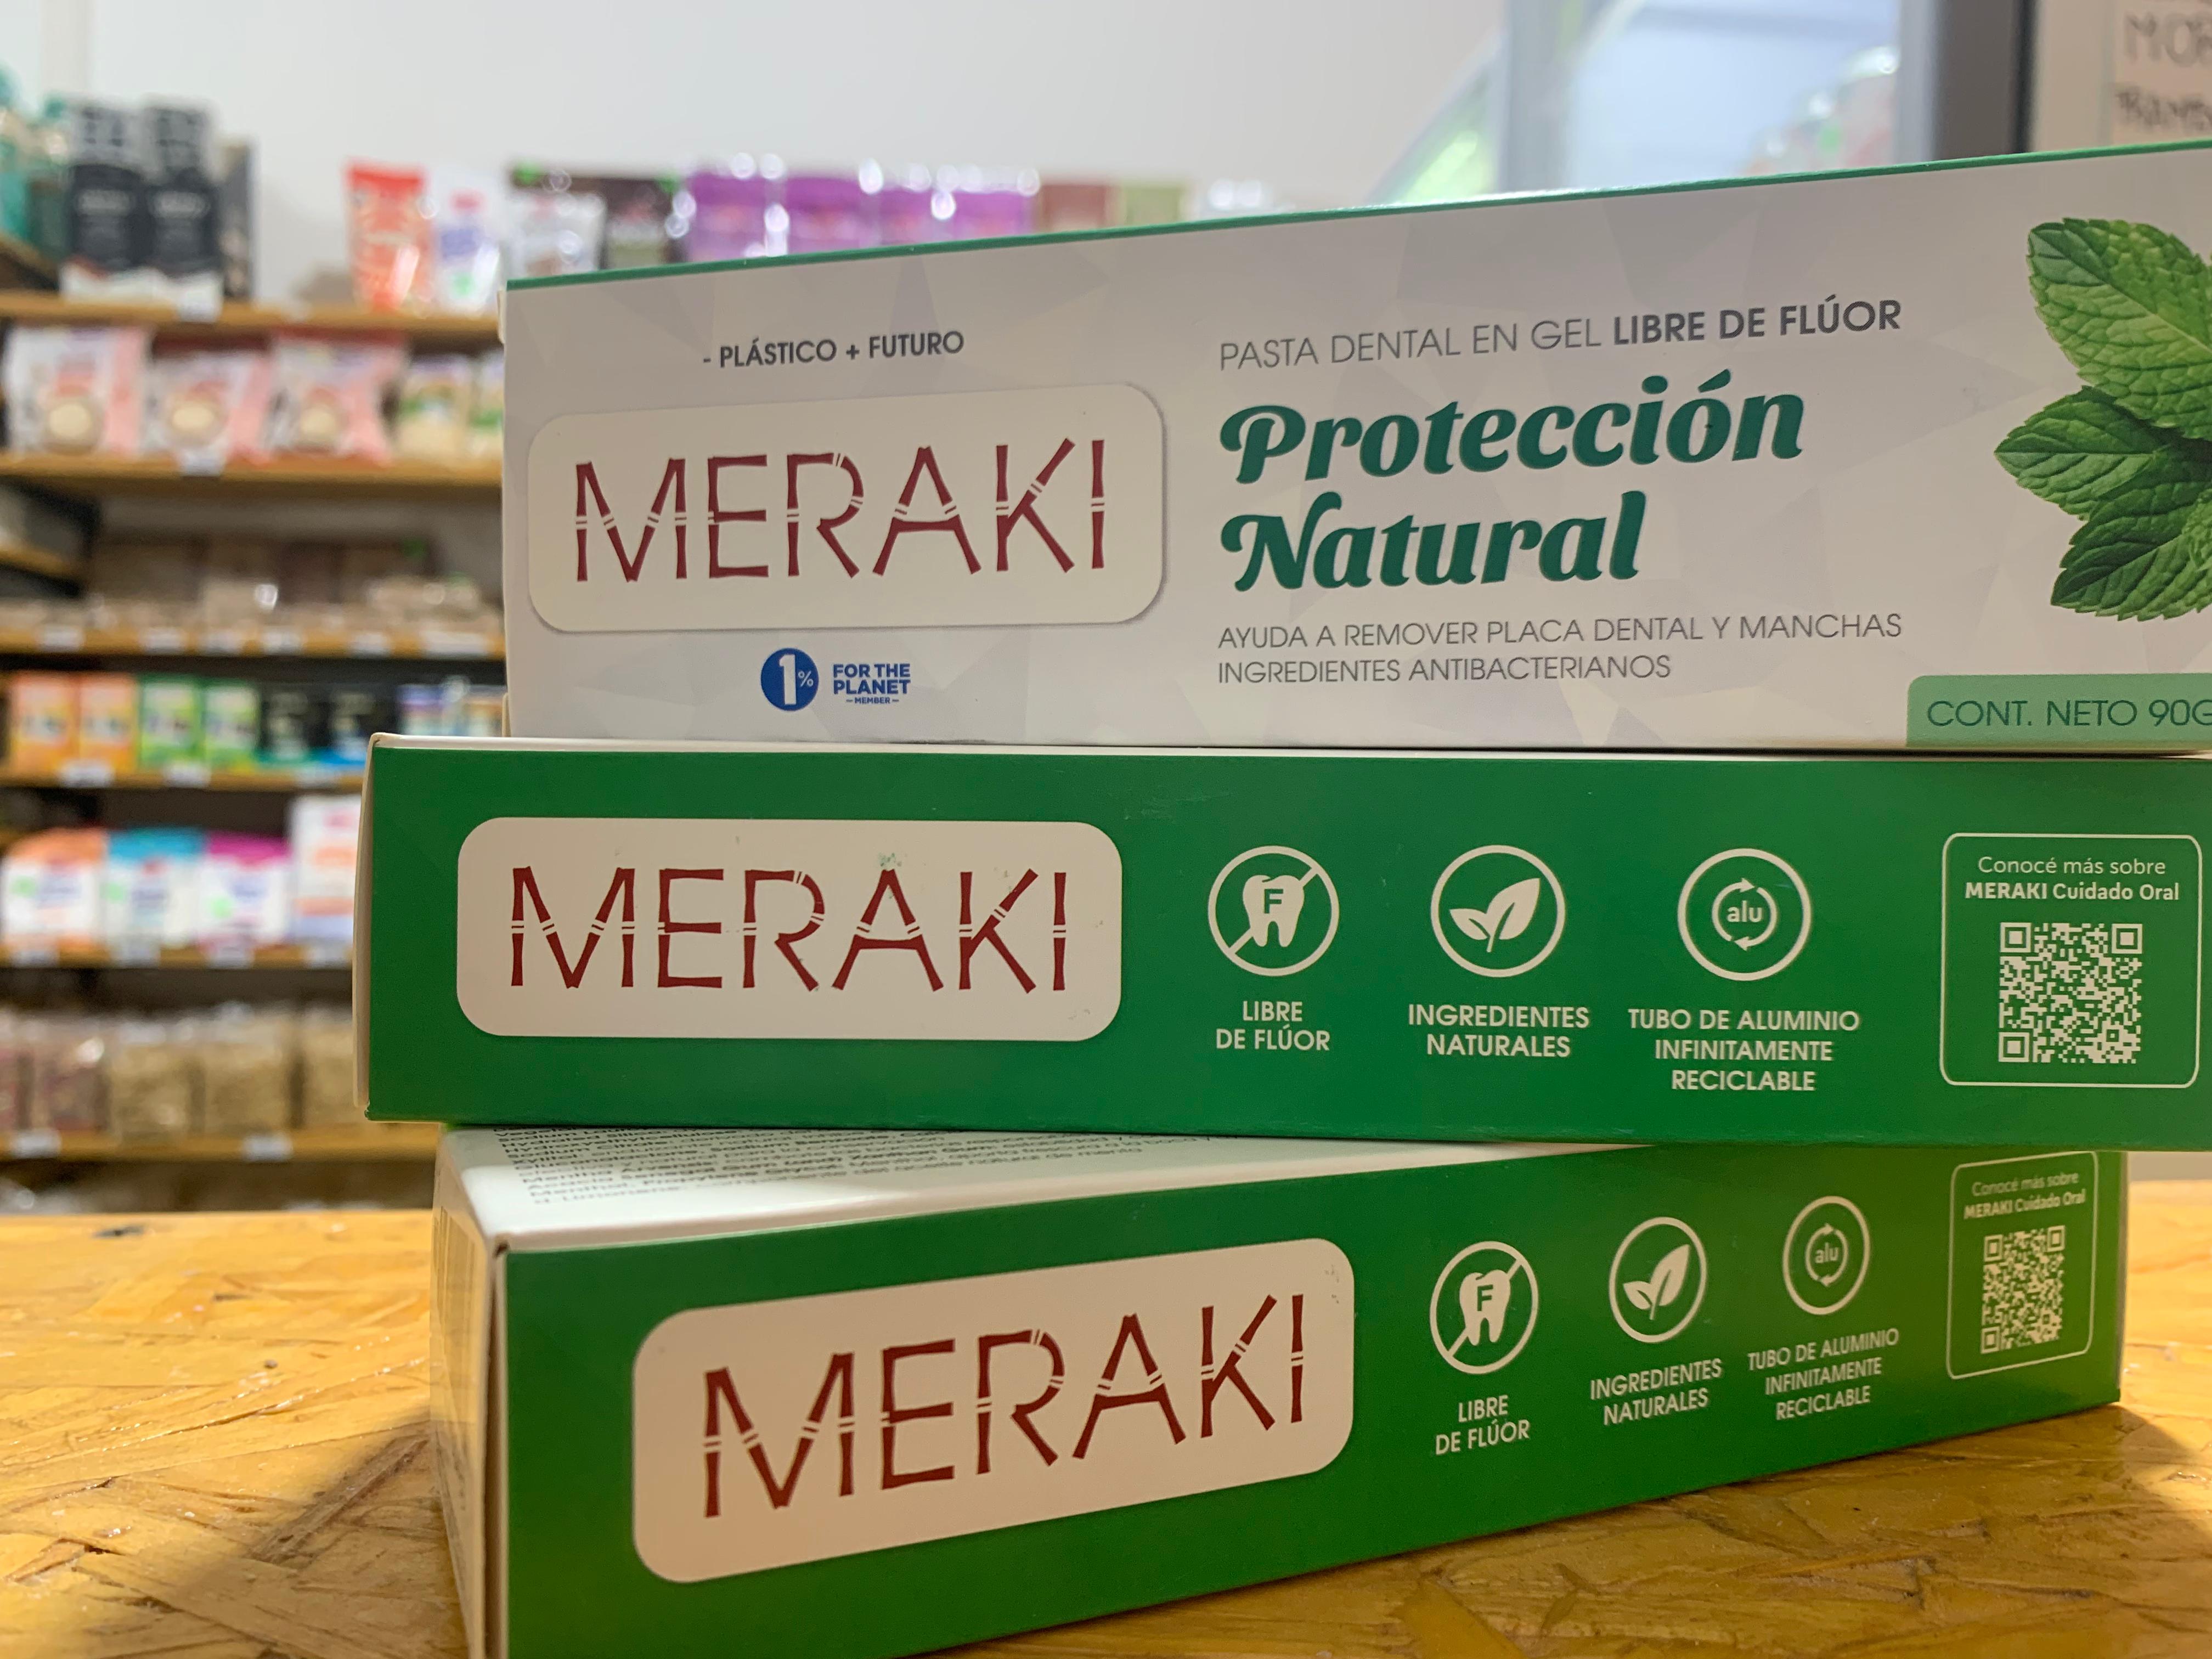 - PLÁSTICO + FUTURO
MERAKI
1%
FOR THE
PLANET
— MEMBER —
PASTA DENTAL EN GEL LIBRE DE FLÚOR
Protección
Natural
AYUDA A REMOVER PLACA DENTAL Y MANCHAS
INGREDIENTES ANTIBACTERIANOS
CONT. NETO 90G
MERAKI
F
LIBRE
DE FLÚOR
INGREDIENTES
NATURALES
alu
TUBO DE ALUMINIO
INFINITAMENTE
RECICLABLE
Conocé más sobre
MERAKI Cuidado Oral
MERAKI
F
LIBRE
DE FLÚOR
INGREDIENTES
NATURALES
alu
TUBO DE ALUMINIO
INFINITAMENTE
RECICLABLE
Conocé más sobre
MERAKI Cuidado Oral